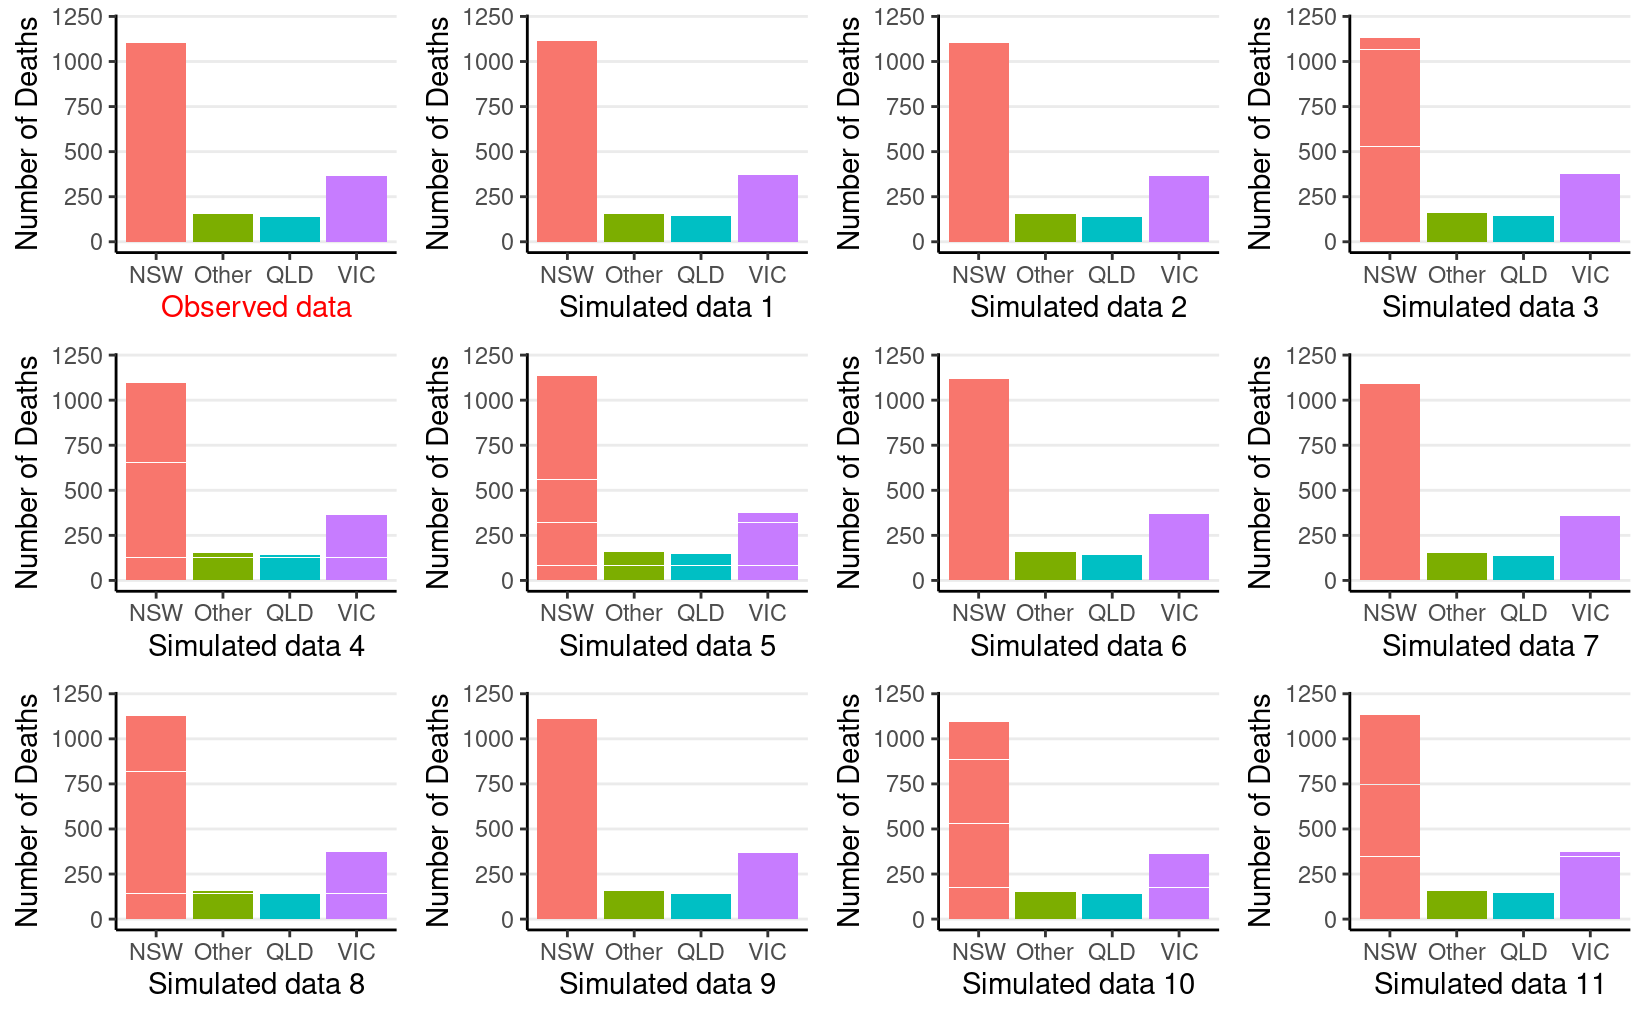 Number of Deaths
1250
1000
750
500
250
0
NSW Other QLD VIC
Observed data
Number of Deaths
1250
1000
750
500
250
0
NSW Other QLD VIC
Simulated data 1
Number of Deaths
1250
1000
750
500
250
0
NSW Other QLD VIC
Simulated data 2
Number of Deaths
1250
1000
750
500
250
0
NSW Other QLD VIC
Simulated data 3
Number of Deaths
1250
1000
750
500
250
0
NSW Other QLD VIC
Simulated data 4
Number of Deaths
1250
1000
750
500
250
0
NSW Other QLD VIC
Simulated data 5
Number of Deaths
1250
1000
750
500
250
0
NSW Other QLD VIC
Simulated data 6
Number of Deaths
1250
1000
750
500
250
0
NSW Other QLD VIC
Simulated data 7
Number of Deaths
1250
1000
750
500
250
0
NSW Other QLD VIC
Simulated data 8
Number of Deaths
1250
1000
750
500
250
0
NSW Other QLD VIC
Simulated data 9
Number of Deaths
1250
1000
750
500
250
0
NSW Other QLD VIC
Simulated data 10
Number of Deaths
1250
1000
750
500
250
0
NSW Other QLD VIC
Simulated data 11